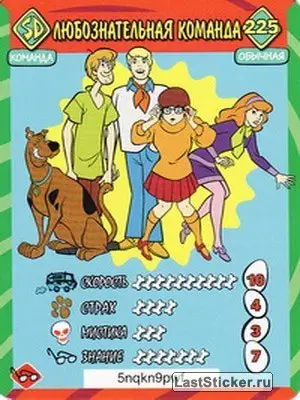 SD ЛЮБОЗНАТЕЛЬНАЯ КОМАНДА 225
КОМАНДА ОБЫЧНАЯ
СКОРОСТЬ 10
СТРАХ 4
МИСТИКА 3
ЗНАНИЕ 7
LastSticker.ru